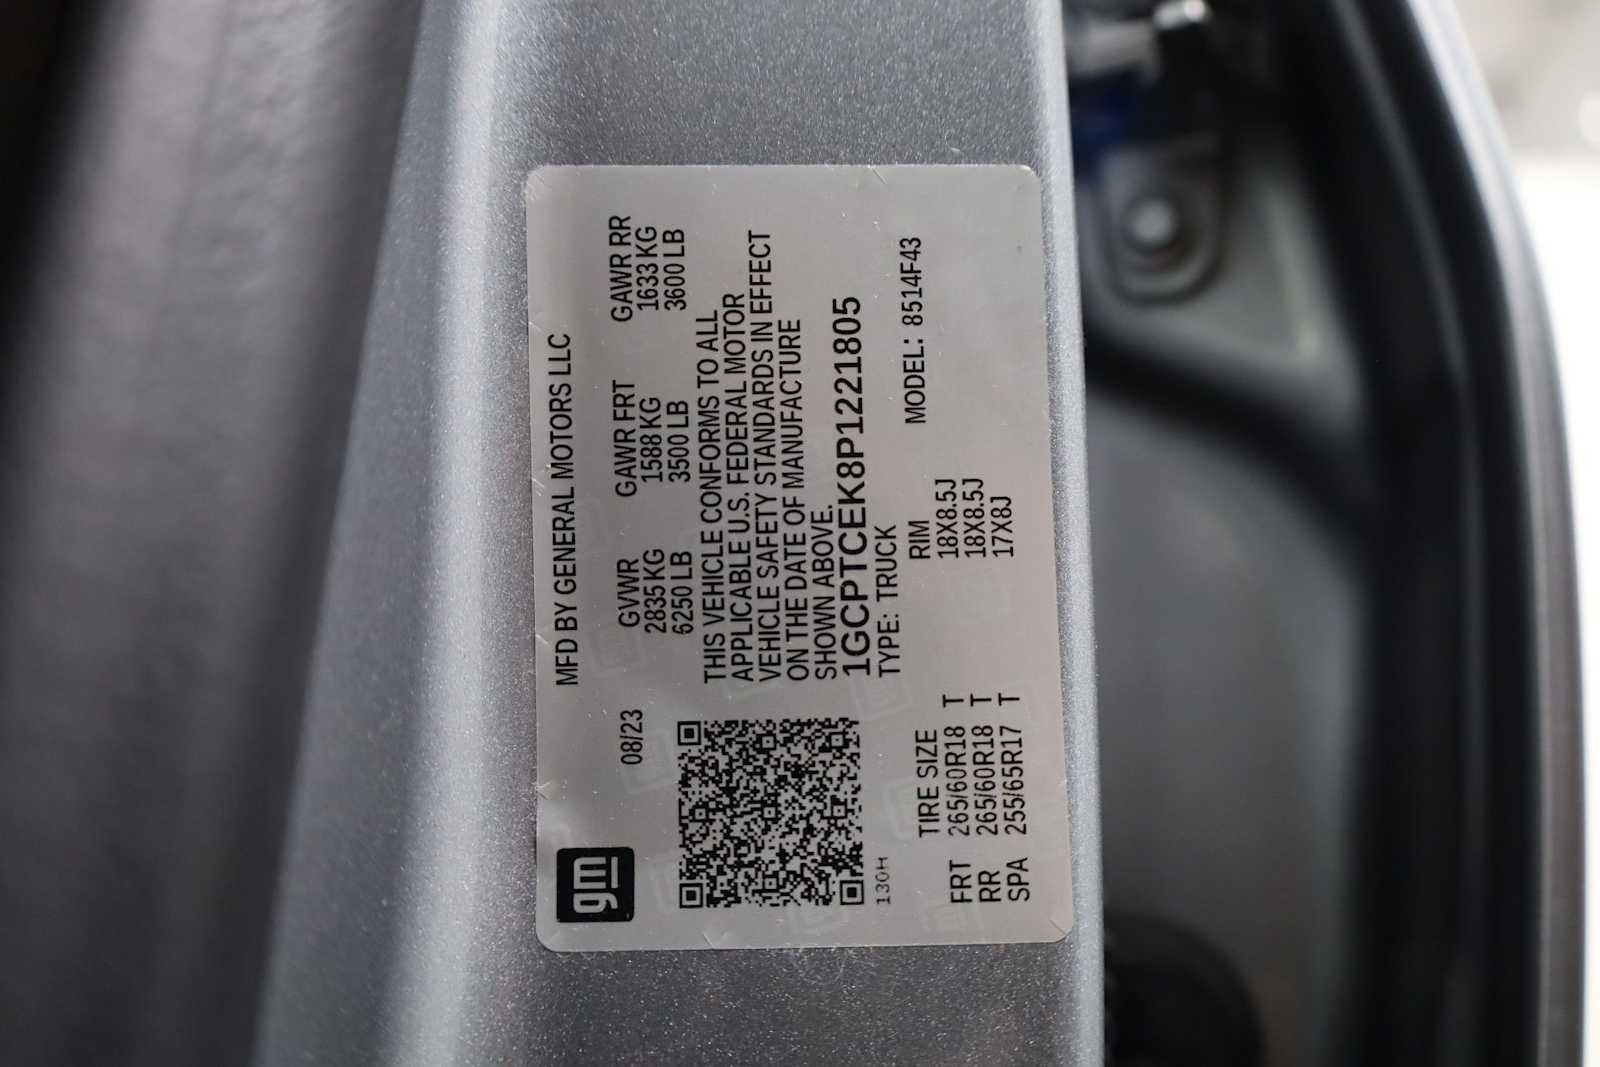 gm
MFD BY GENERAL MOTORS LLC
08/23
GVWR GAWR FRT GAWR RR
2835 KG 1588 KG 1633 KG
6250 LB 3500 LB 3600 LB
THIS VEHICLE CONFORMS TO ALL
APPLICABLE U.S. FEDERAL MOTOR
VEHICLE SAFETY STANDARDS IN EFFECT
ON THE DATE OF MANUFACTURE
SHOWN ABOVE.
1GCPTCEK8P1221805
TYPE: TRUCK MODEL: 8514F43
130H
TIRE SIZE RIM
FRT 265/60R18 T 18X8.5J
RR 265/60R18 T 18X8.5J
SPA 255/65R17 T 17X8J